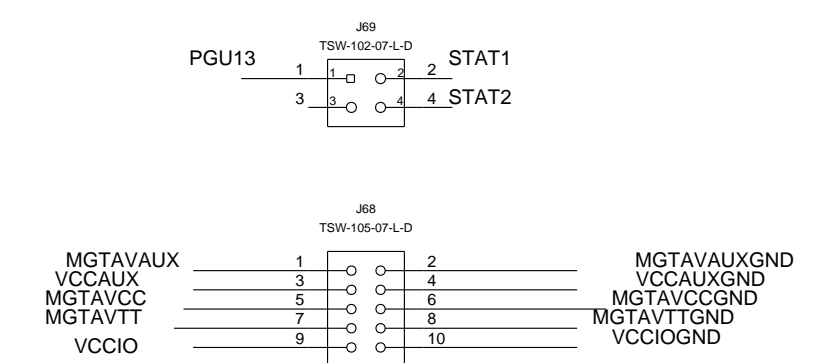 J69
TSW-102-07-L-D
PGU13 1 1 2 2 STAT1
3 3 4 4 STAT2
J68
TSW-105-07-L-D
MGTAVAUX 1 2 MGTAVAUXGND
VCCAUX 3 4 VCCAUXGND
MGTAVCC 5 6 MGTAVCCGND
MGTAVTT 7 8 MGTAVTTGND
VCCIO 9 10 VCCIOGND